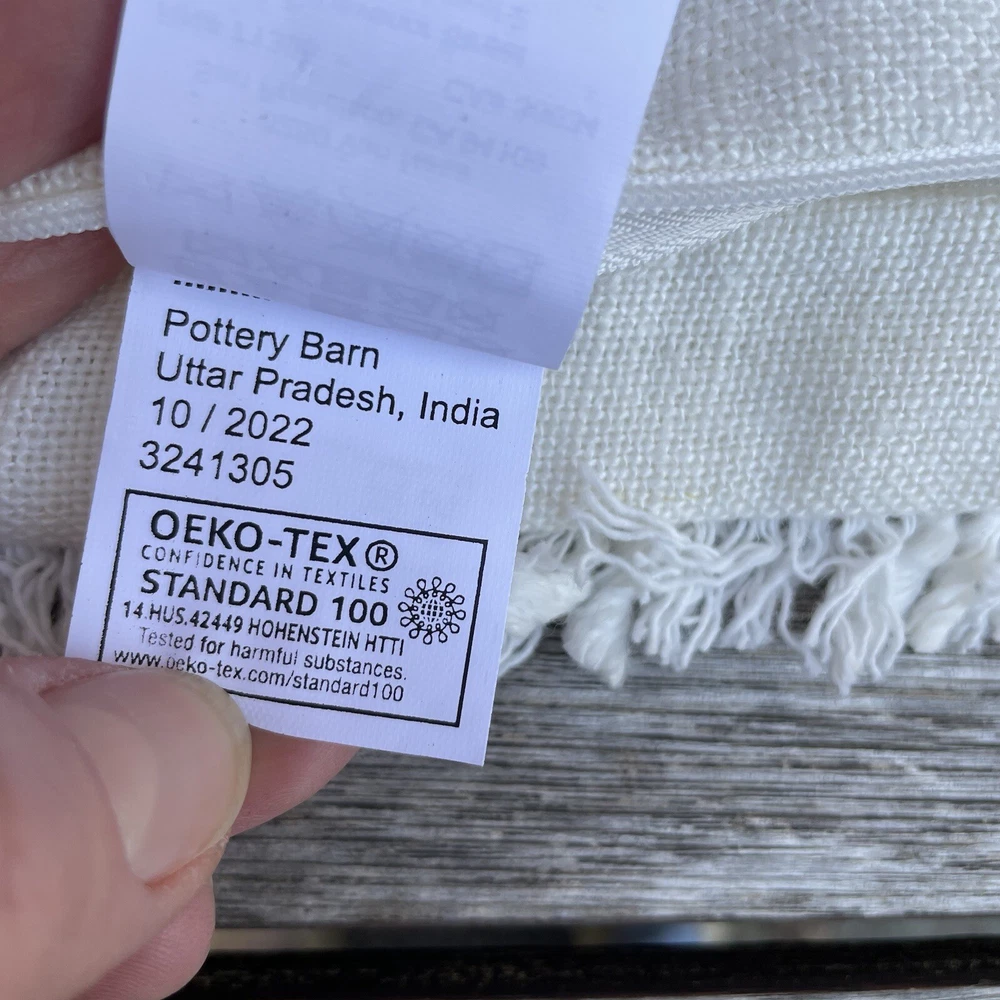 Pottery Barn
Uttar Pradesh, India
10 / 2022
3241305
OEKO-TEX®
CONFIDENCE IN TEXTILES
STANDARD 100
14.HUS.42449 HOHENSTEIN HTTI
Tested for harmful substances.
www.oeko-tex.com/standard100